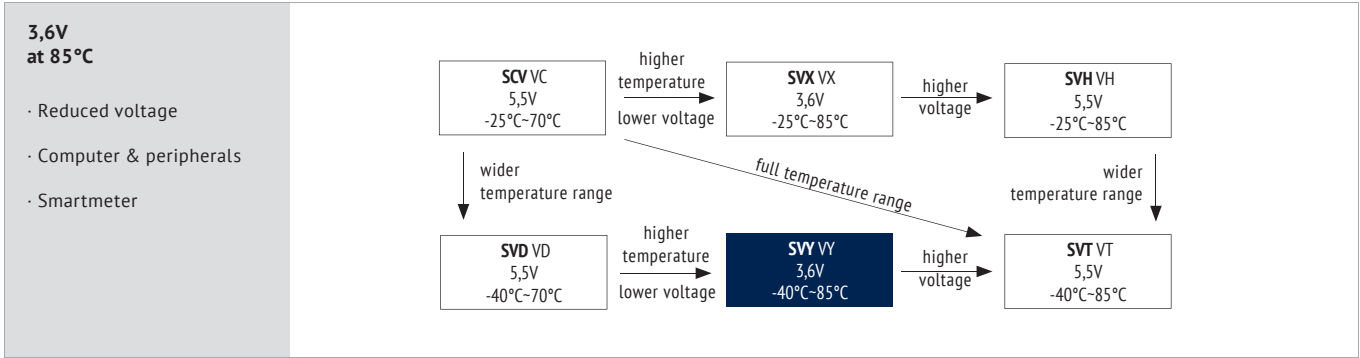 3,6V
at 85°C
· Reduced voltage
· Computer & peripherals
· Smartmeter
SCV VC
5,5V
-25°C~70°C
higher
temperature
lower voltage
SVX VX
3,6V
-25°C~85°C
higher
voltage
SVH VH
5,5V
-25°C~85°C
wider
temperature range
full temperature range
wider
temperature range
SVD VD
5,5V
-40°C~70°C
higher
temperature
lower voltage
SVY VY
3,6V
-40°C~85°C
higher
voltage
SVT VT
5,5V
-40°C~85°C